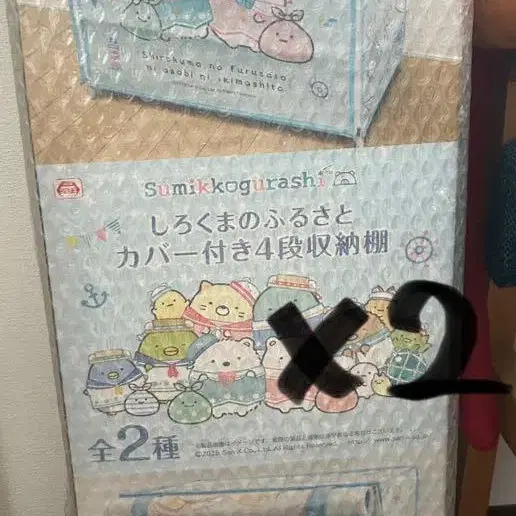 Shirokuma no Furusato
ni asobi ni ikimashita
Sumikkogurashi
しろくまのふるさと
カバー付き4段収納棚
×2
全2種